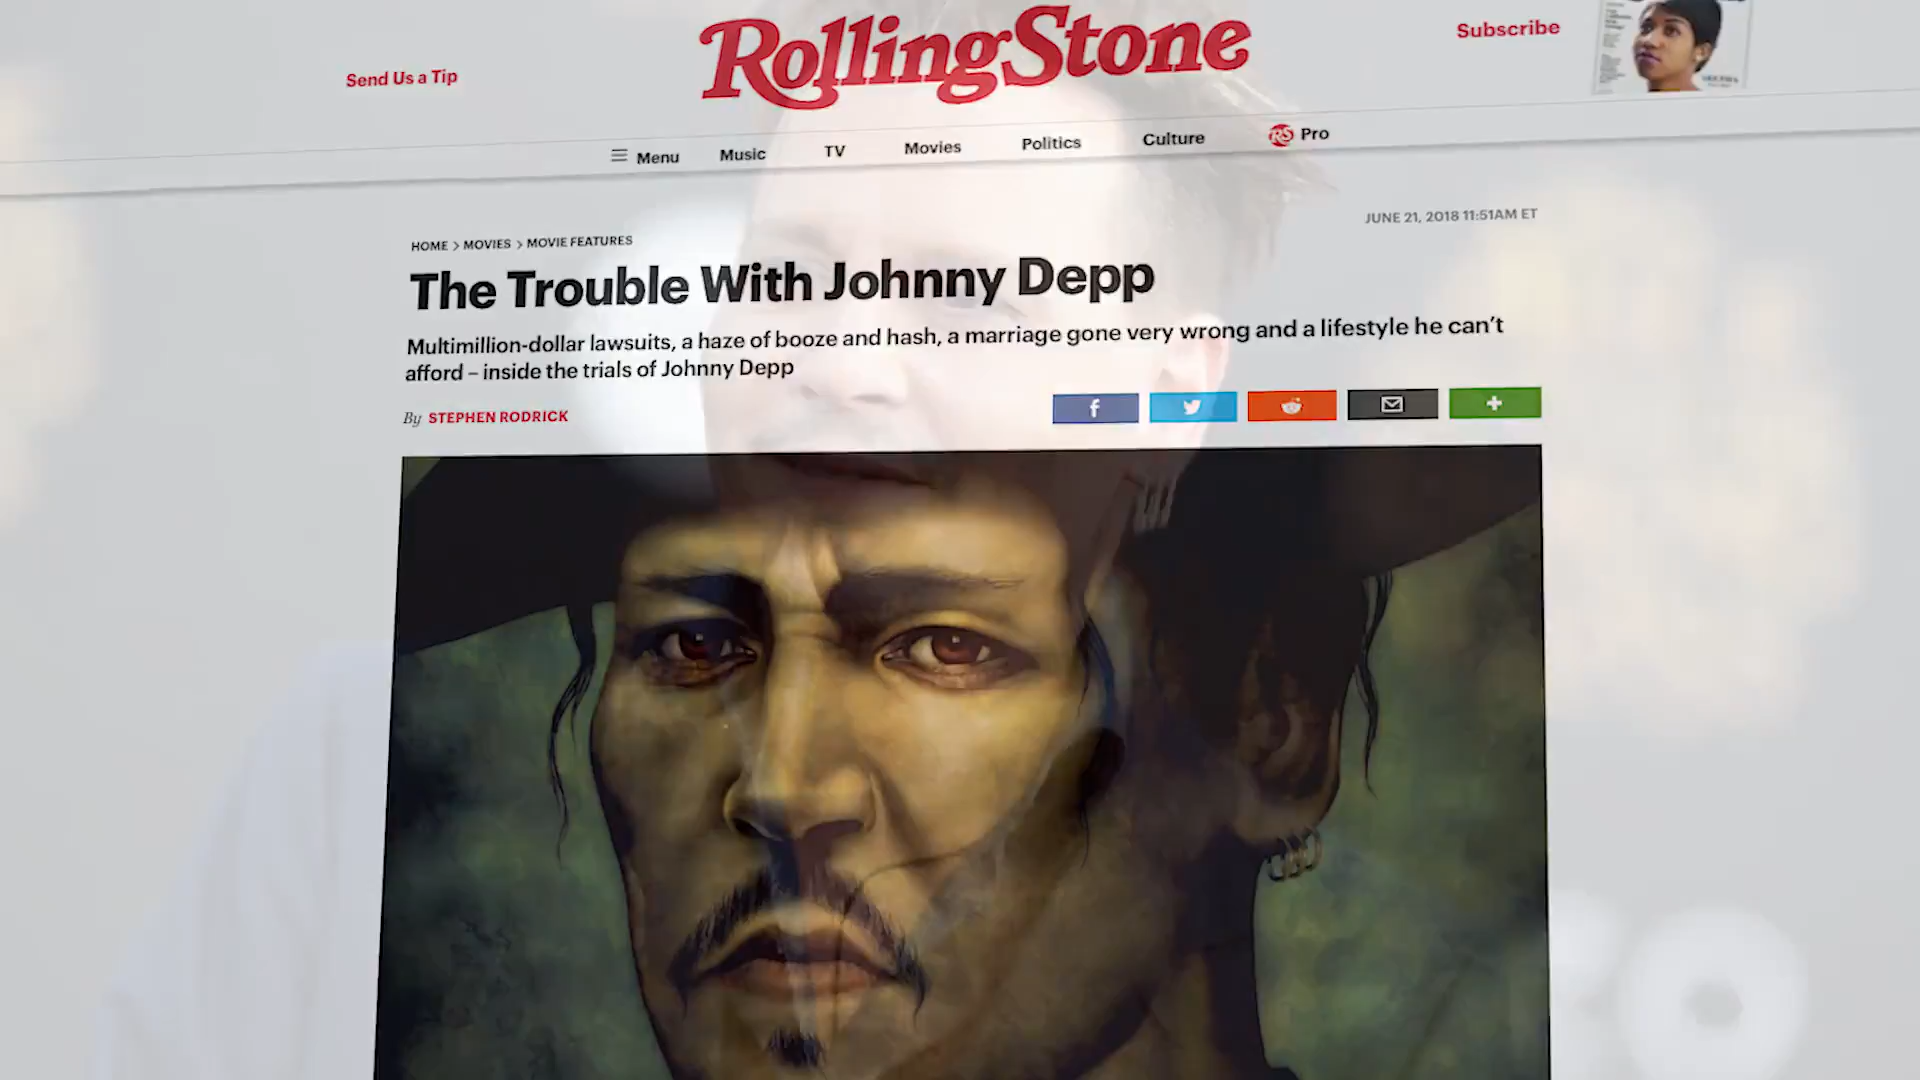 RollingStone
Send Us a Tip
Subscribe
Menu Music TV Movies Politics Culture RS Pro
JUNE 21, 2018 11:51AM ET
HOME > MOVIES > MOVIE FEATURES
The Trouble With Johnny Depp
Multimillion-dollar lawsuits, a haze of booze and hash, a marriage gone very wrong and a lifestyle he can't
afford – inside the trials of Johnny Depp
By STEPHEN RODRICK